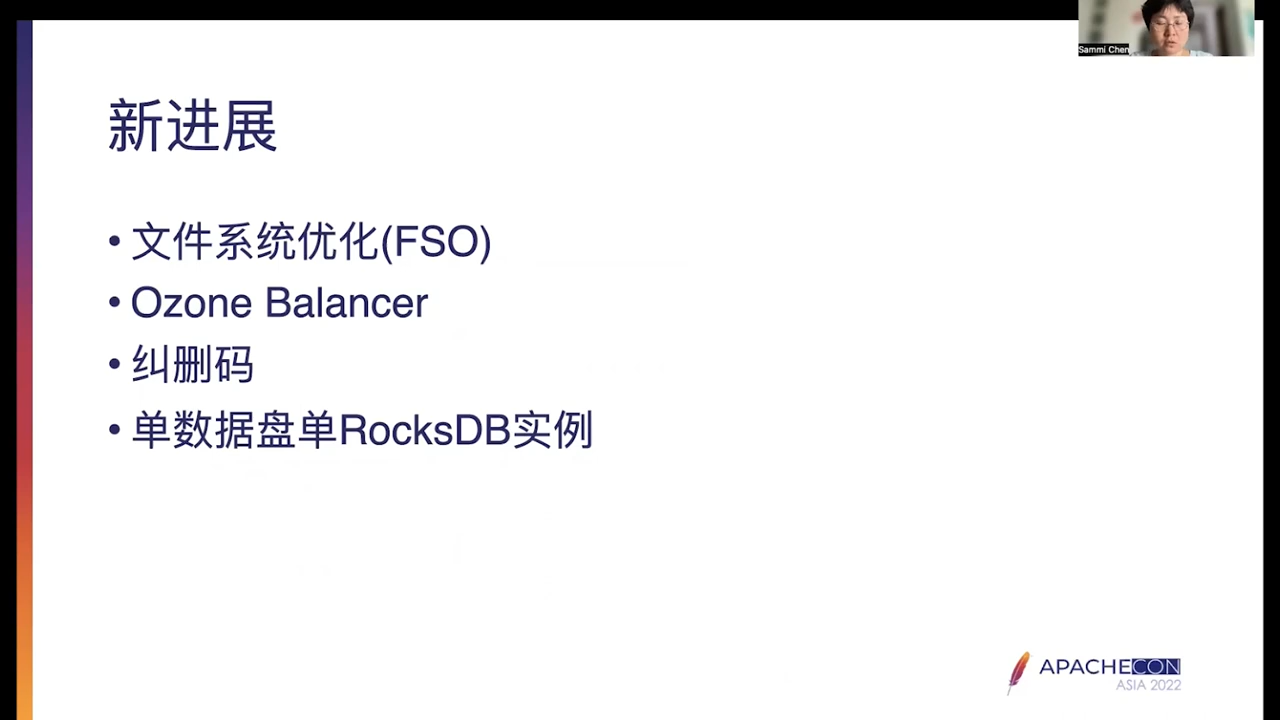 Sammi Chen
新进展
• 文件系统优化(FSO)
• Ozone Balancer
• 纠删码
• 单数据盘单RocksDB实例
APACHECON
ASIA 2022